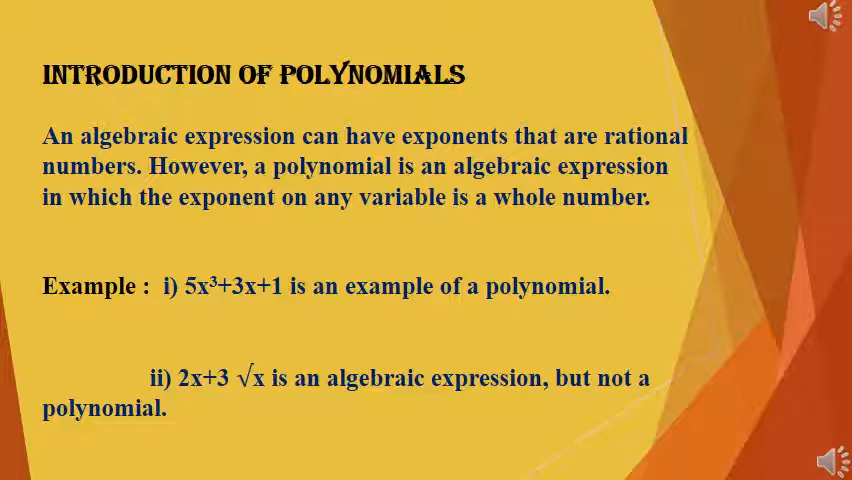 INTRODUCTION OF POLYNOMIALS
An algebraic expression can have exponents that are rational
numbers. However, a polynomial is an algebraic expression
in which the exponent on any variable is a whole number.
Example : i) 5x³+3x+1 is an example of a polynomial.
ii) 2x+3 √x is an algebraic expression, but not a
polynomial.